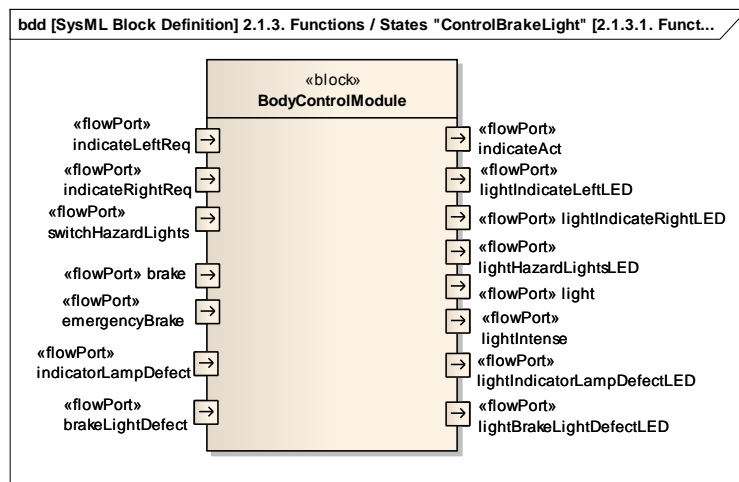 bdd [SysML Block Definition] 2.1.3. Functions / States "ControlBrakeLight" [2.1.3.1. Funct...
«block»
BodyControlModule
«flowPort»
indicateLeftReq
«flowPort»
indicateRightReq
«flowPort»
switchHazardLights
«flowPort» brake
«flowPort»
emergencyBrake
«flowPort»
indicatorLampDefect
«flowPort»
brakeLightDefect
«flowPort»
indicateAct
«flowPort»
lightIndicateLeftLED
«flowPort» lightIndicateRightLED
«flowPort»
lightHazardLightsLED
«flowPort» light
«flowPort»
lightIntense
«flowPort»
lightIndicatorLampDefectLED
«flowPort»
lightBrakeLightDefectLED